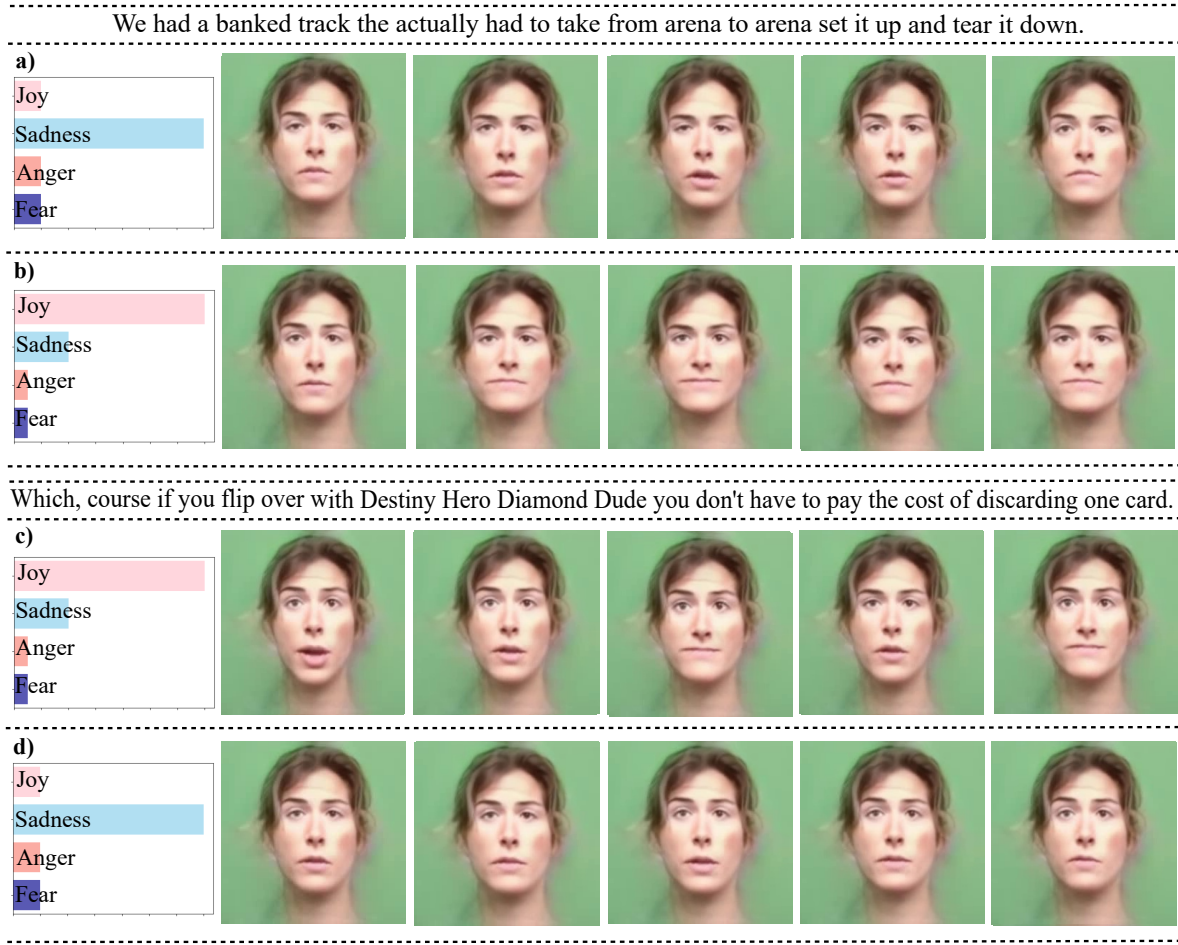 We had a banked track the actually had to take from arena to arena set it up and tear it down.
a)
Joy
Sadness
Anger
Fear
b)
Joy
Sadness
Anger
Fear
Which, course if you flip over with Destiny Hero Diamond Dude you don't have to pay the cost of discarding one card.
c)
Joy
Sadness
Anger
Fear
d)
Joy
Sadness
Anger
Fear